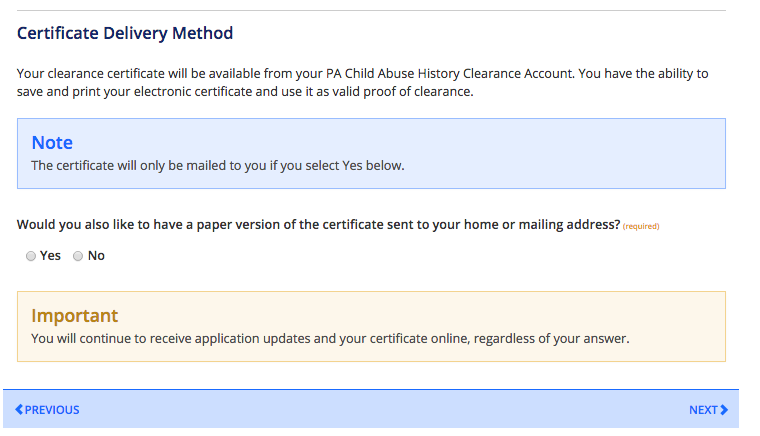 Certificate Delivery Method
Your clearance certificate will be available from your PA Child Abuse History Clearance Account. You have the ability to
save and print your electronic certificate and use it as valid proof of clearance.
Note
The certificate will only be mailed to you if you select Yes below.
Would you also like to have a paper version of the certificate sent to your home or mailing address? (required)
Yes No
Important
You will continue to receive application updates and your certificate online, regardless of your answer.
PREVIOUS NEXT